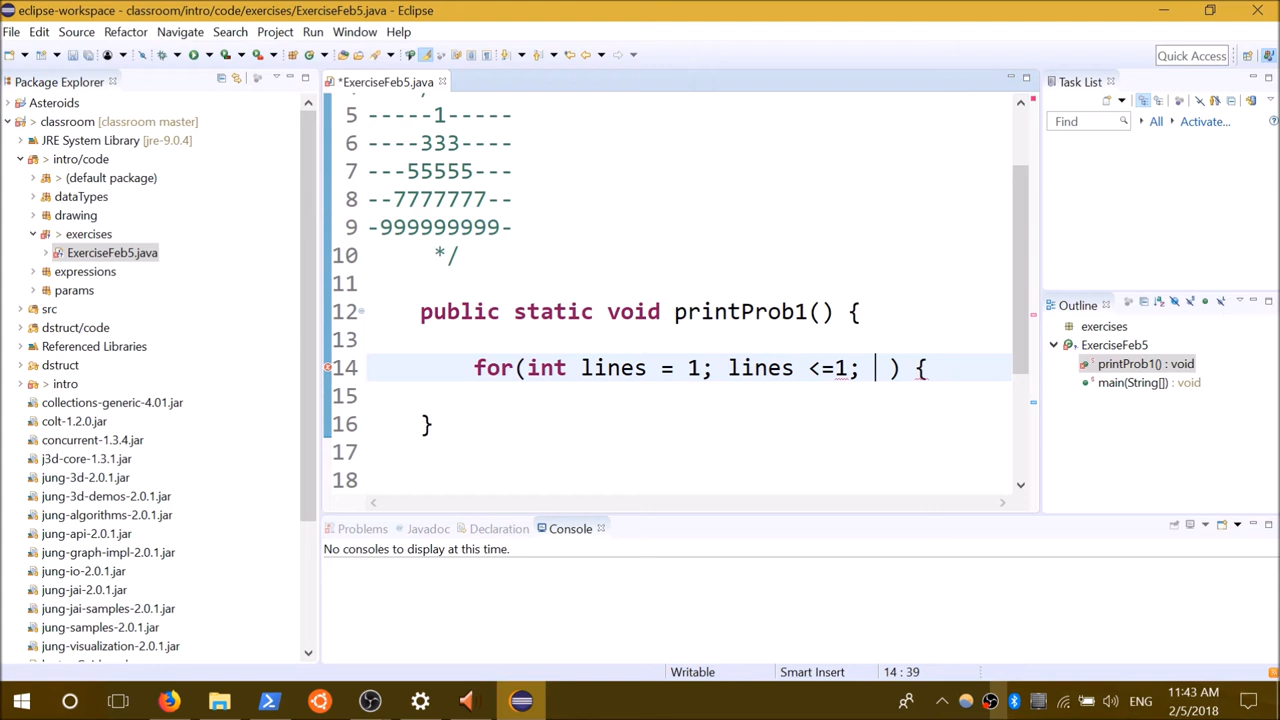 eclipse-workspace - classroom/intro/code/exercises/ExerciseFeb5.java - Eclipse
File Edit Source Refactor Navigate Search Project Run Window Help
Quick Access
Package Explorer
Asteroids
> classroom [classroom master]
JRE System Library [jre-9.0.4]
> intro/code
> (default package)
dataTypes
drawing
> exercises
ExerciseFeb5.java
expressions
params
src
dstruct/code
Referenced Libraries
dstruct
> intro
collections-generic-4.01.jar
colt-1.2.0.jar
concurrent-1.3.4.jar
j3d-core-1.3.1.jar
jung-3d-2.0.1.jar
jung-3d-demos-2.0.1.jar
jung-algorithms-2.0.1.jar
jung-api-2.0.1.jar
jung-graph-impl-2.0.1.jar
jung-io-2.0.1.jar
jung-jai-2.0.1.jar
jung-jai-samples-2.0.1.jar
jung-samples-2.0.1.jar
jung-visualization-2.0.1.jar
*ExerciseFeb5.java
5 -----1-----
6 ----333----
7 ---55555---
8 --7777777--
9 -999999999-
10 */
11
12 public static void printProb1() {
13
14 for(int lines = 1; lines <=1; ) {
15
16 }
17
18
Problems Javadoc Declaration Console
No consoles to display at this time.
Task List
Find All Activate...
Outline
exercises
ExerciseFeb5
printProb1() : void
main(String[]) : void
Writable Smart Insert 14 : 39
ENG 11:43 AM
2/5/2018